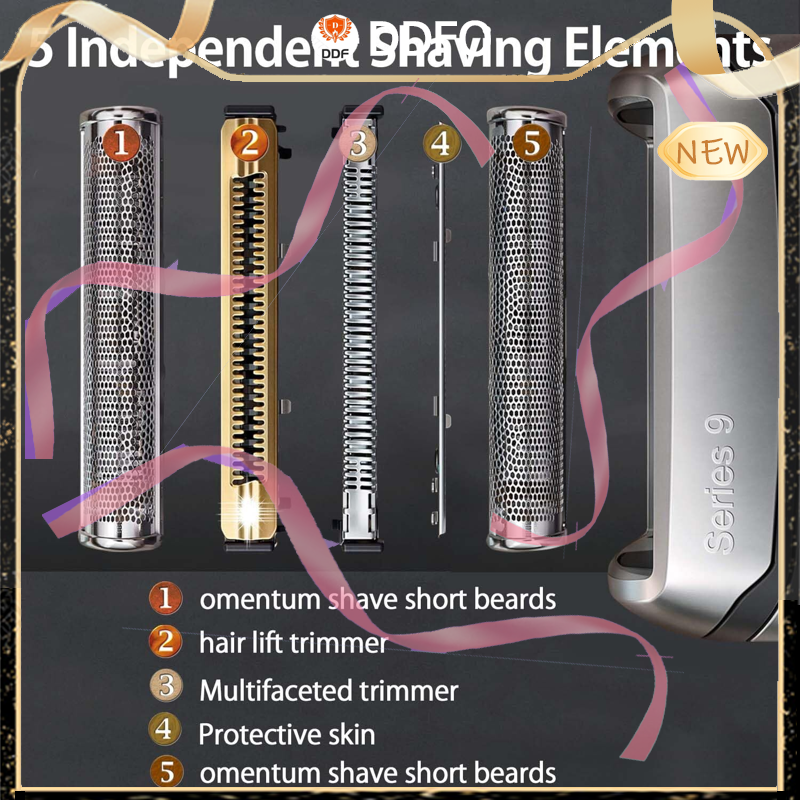 5 Independent Shaving Elements
DDF
1
2
3
4
5
NEW
Series 9
1 omentum shave short beards
2 hair lift trimmer
3 Multifaceted trimmer
4 Protective skin
5 omentum shave short beards